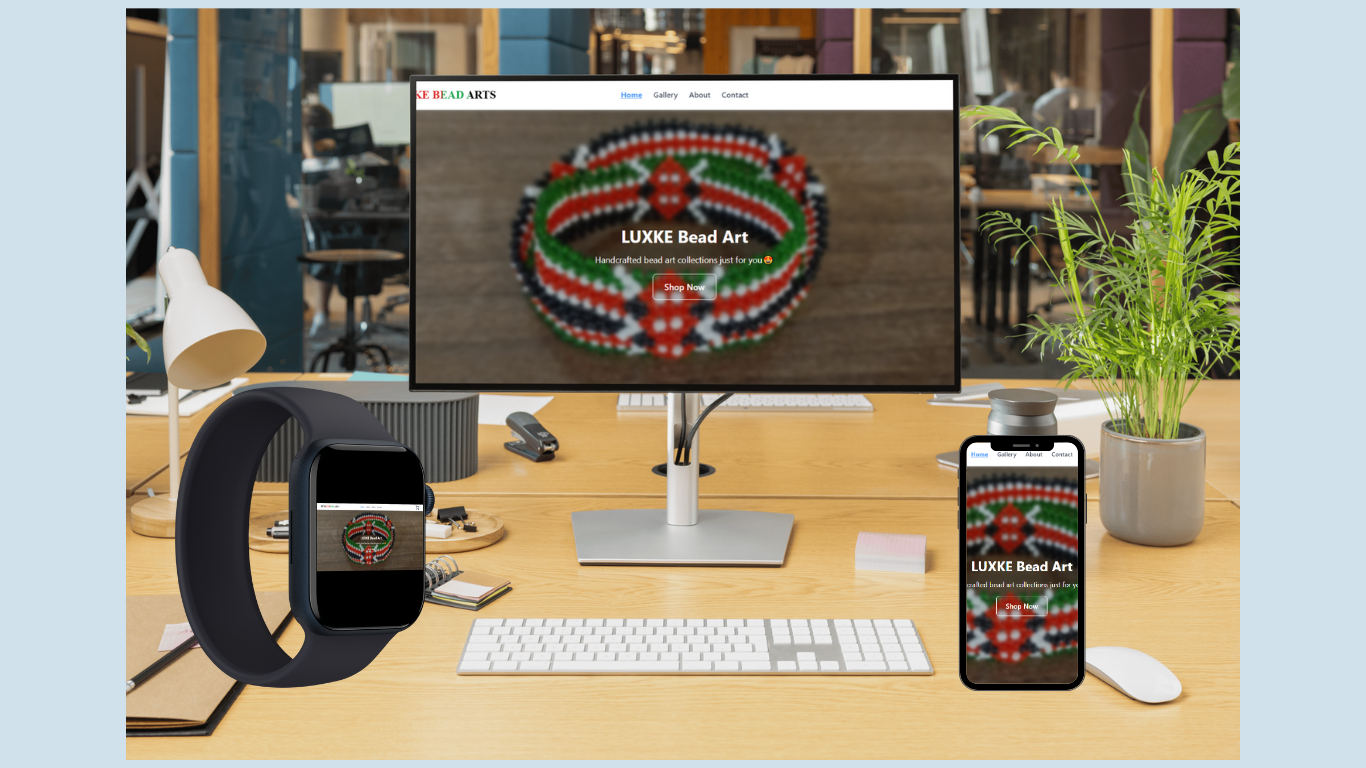 KE BEAD ARTS
Home Gallery About Contact
LUXKE Bead Art
Handcrafted bead art collections just for you🤩
Shop Now
LUXKE Bead Art
Home Gallery About Contact
LUXKE Bead Art
crafted bead art collections just for yo
Shop Now